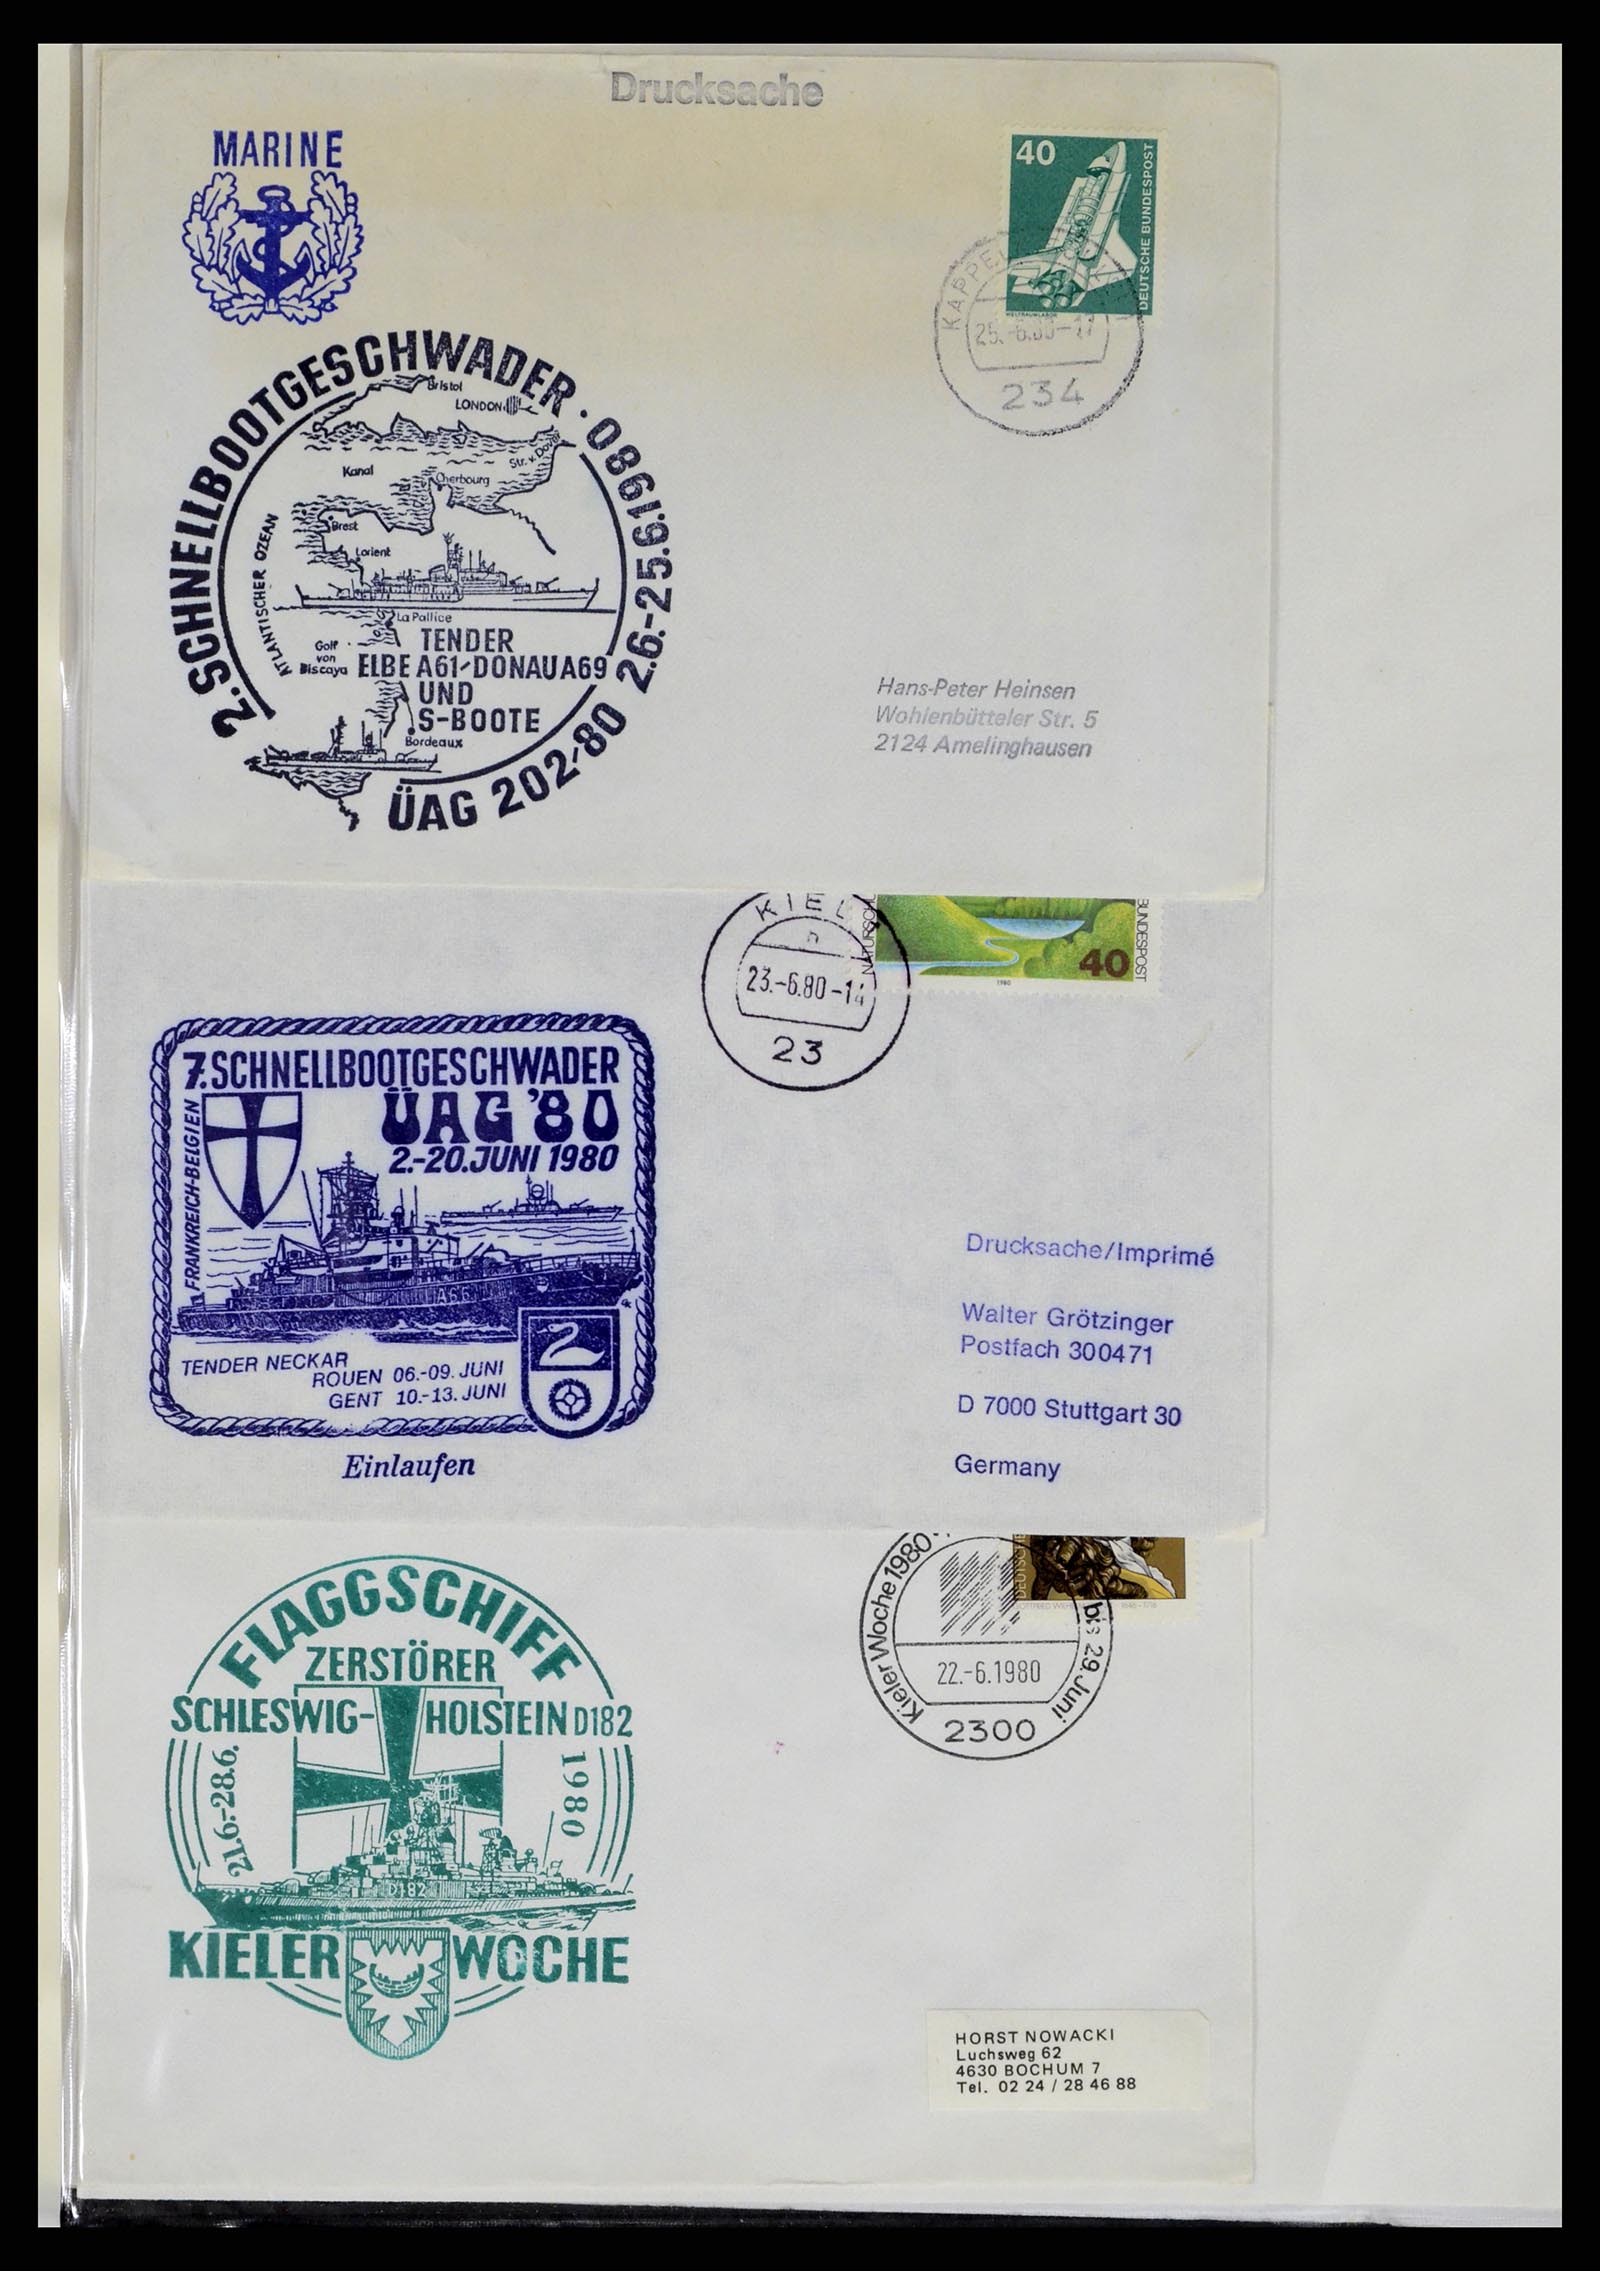 Drucksache
MARINE
40
DEUTSCHE BUNDESPOST
WELTRAUMLABOR
25.-6.80-17
234
2. SCHNELLBOOTGESCHWADER · 2.6.-25.6.1980
Bristol
LONDON
Str. v. Dover
Kanal
Cherbourg
Brest
Lorient
ATLANTISCHER OZEAN
La Pallice
Golf von Biscaya
TENDER
ELBE A61/DONAU A69
UND
S-BOOTE
Bordeaux
ÜAG 202/80
Hans-Peter Heinsen
Wohlenbütteler Str. 5
2124 Amelinghausen
KIEL
n
23.-6.80-14
23
BUNDESPOST
40
1980
7. SCHNELLBOOTGESCHWADER
ÜAG '80
2.-20. JUNI 1980
FRANKREICH-BELGIEN
A66
TENDER NECKAR
ROUEN 06.-09. JUNI
GENT 10.-13. JUNI
Einlaufen
Drucksache/Imprimé
Walter Grötzinger
Postfach 300471
D 7000 Stuttgart 30
Germany
Kieler Woche 1980
bis 29. Juni
22.-6.1980
2300
FLAGGSCHIFF
ZERSTÖRER
SCHLESWIG-HOLSTEIN D182
21.6.-28.6.
1980
D182
KIELER WOCHE
HORST NOWACKI
Luchsweg 62
4630 BOCHUM 7
Tel. 02 24 / 28 46 88